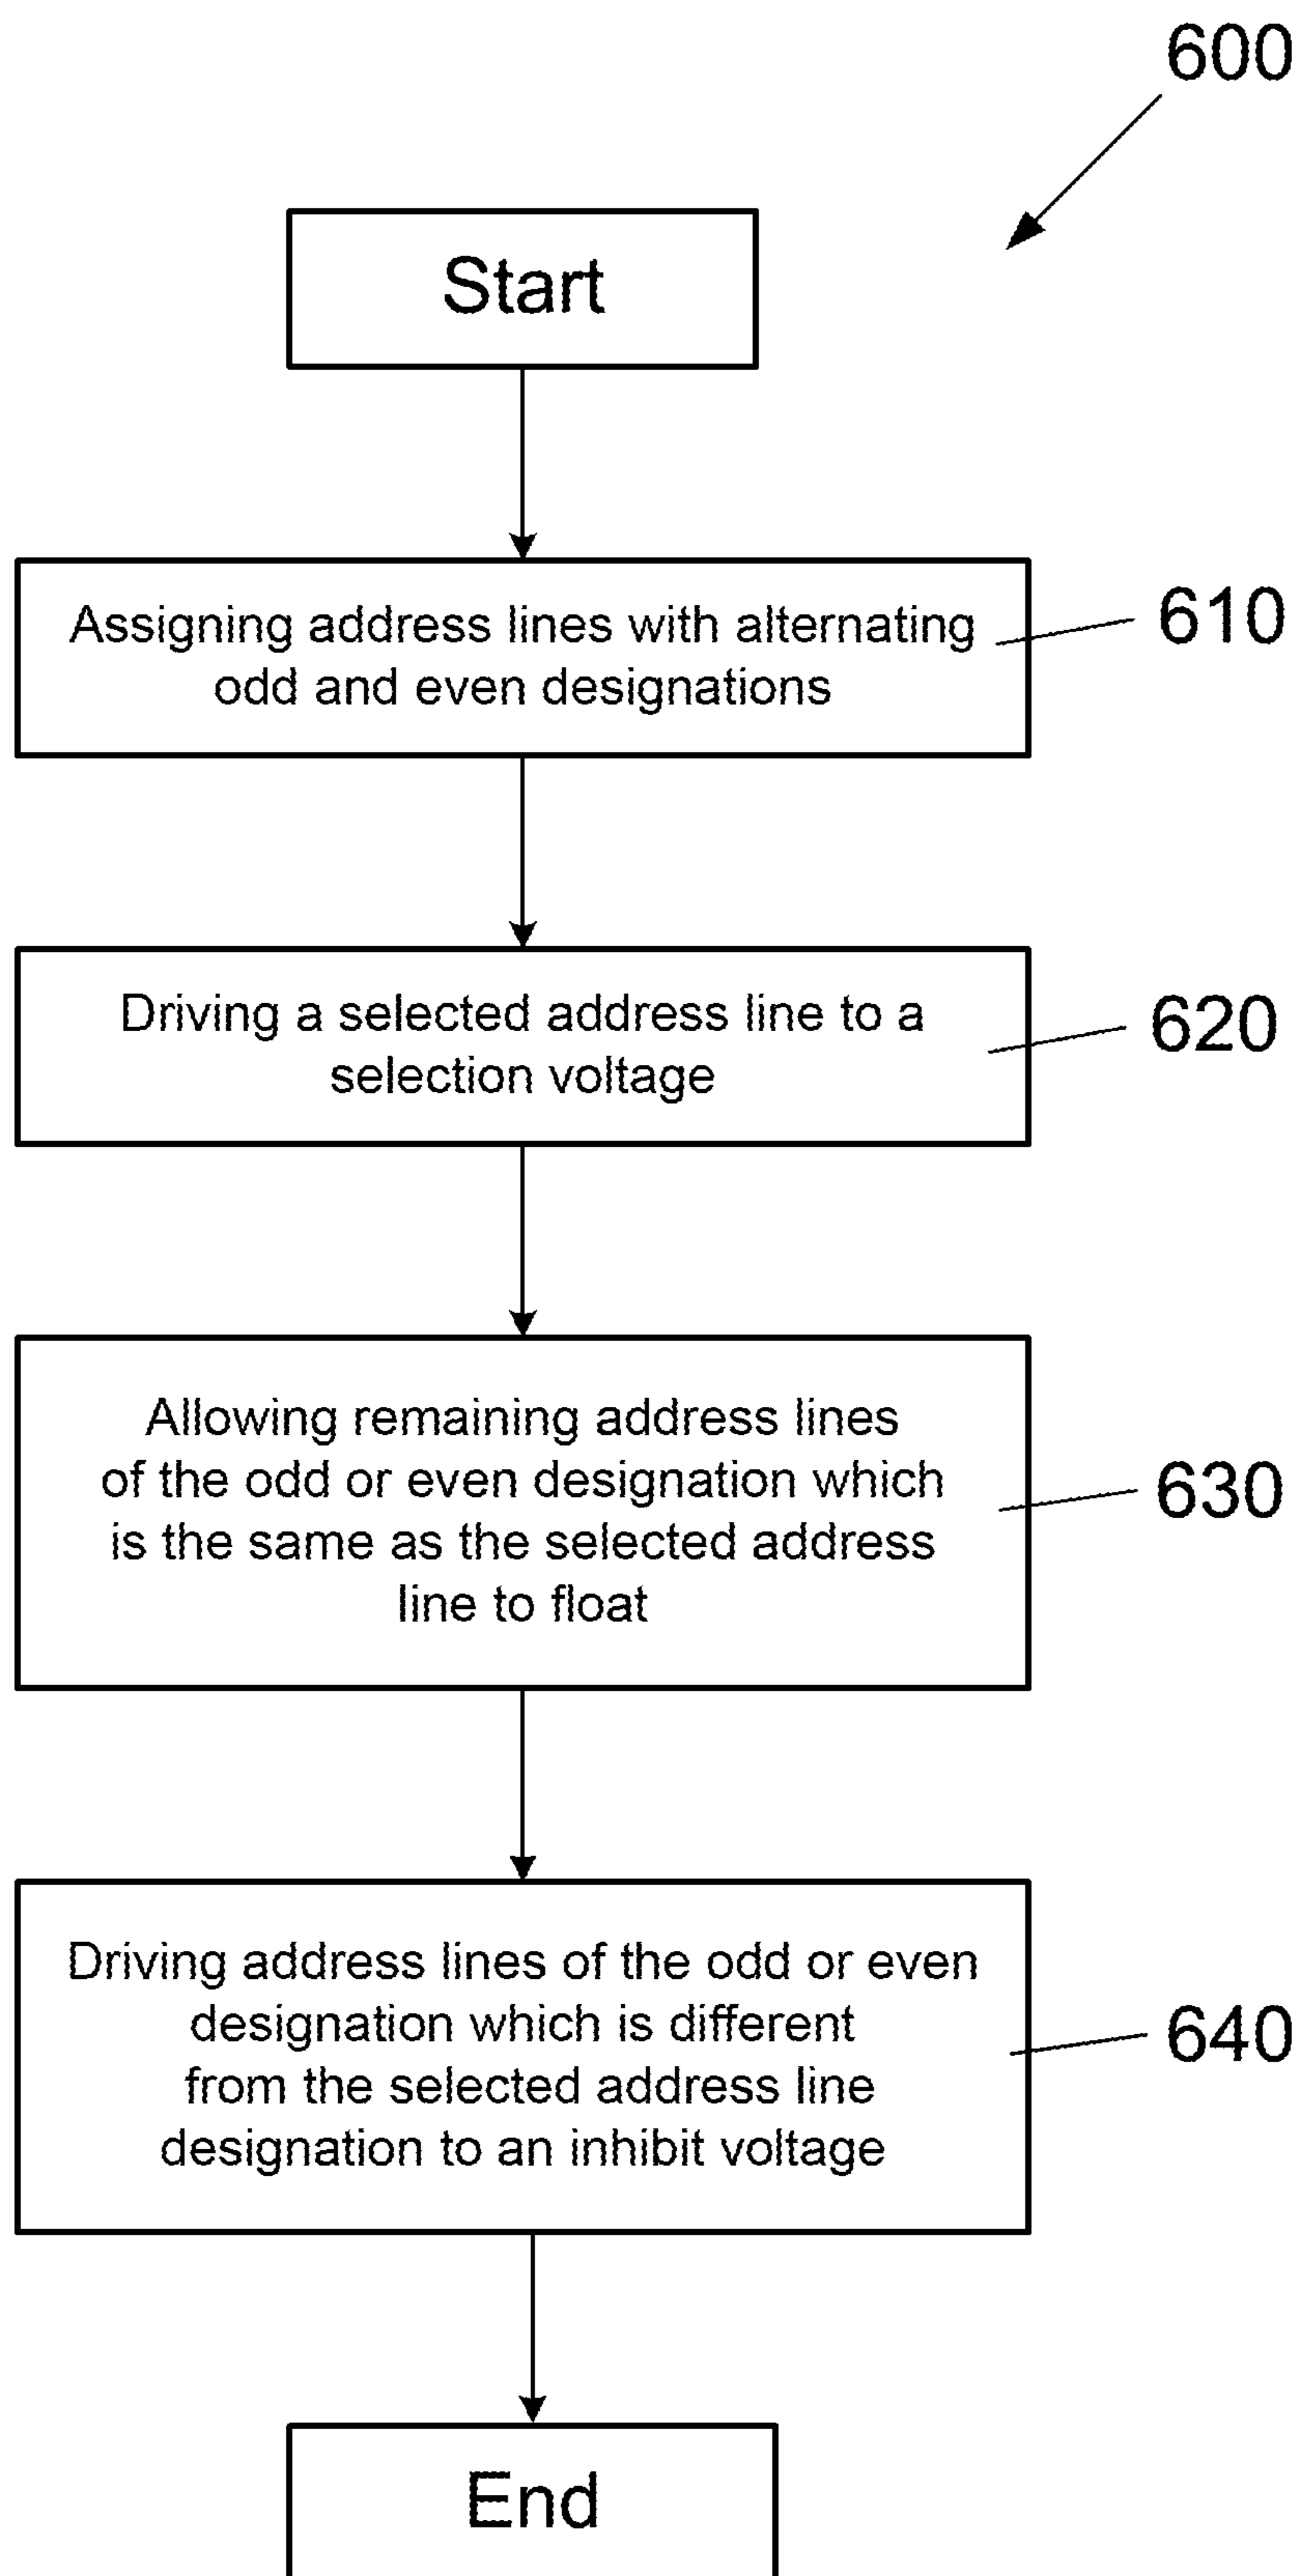 600
Start
Assigning address lines with alternating
odd and even designations
610
Driving a selected address line to a
selection voltage
620
Allowing remaining address lines
of the odd or even designation which
is the same as the selected address
line to float
630
Driving address lines of the odd or even
designation which is different
from the selected address line
designation to an inhibit voltage
640
End